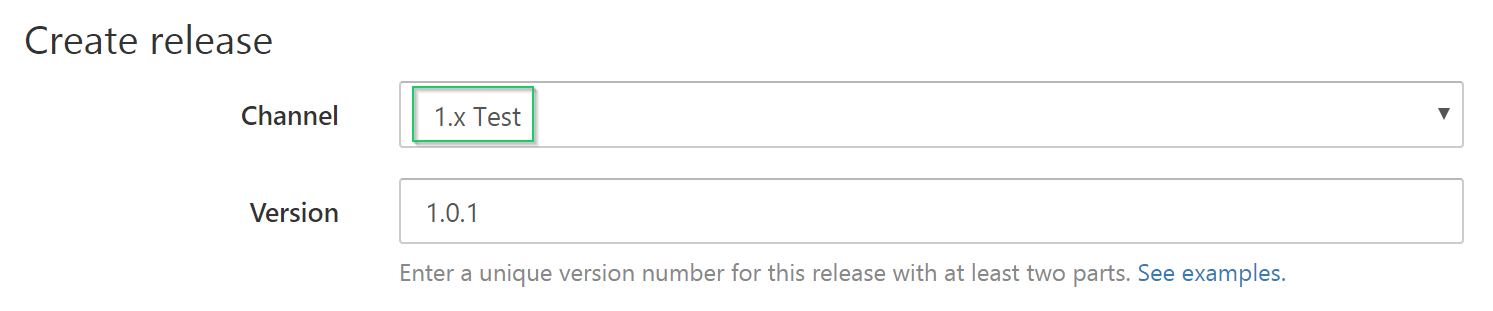 Create release
Channel
1.x Test
Version
1.0.1
Enter a unique version number for this release with at least two parts. See examples.